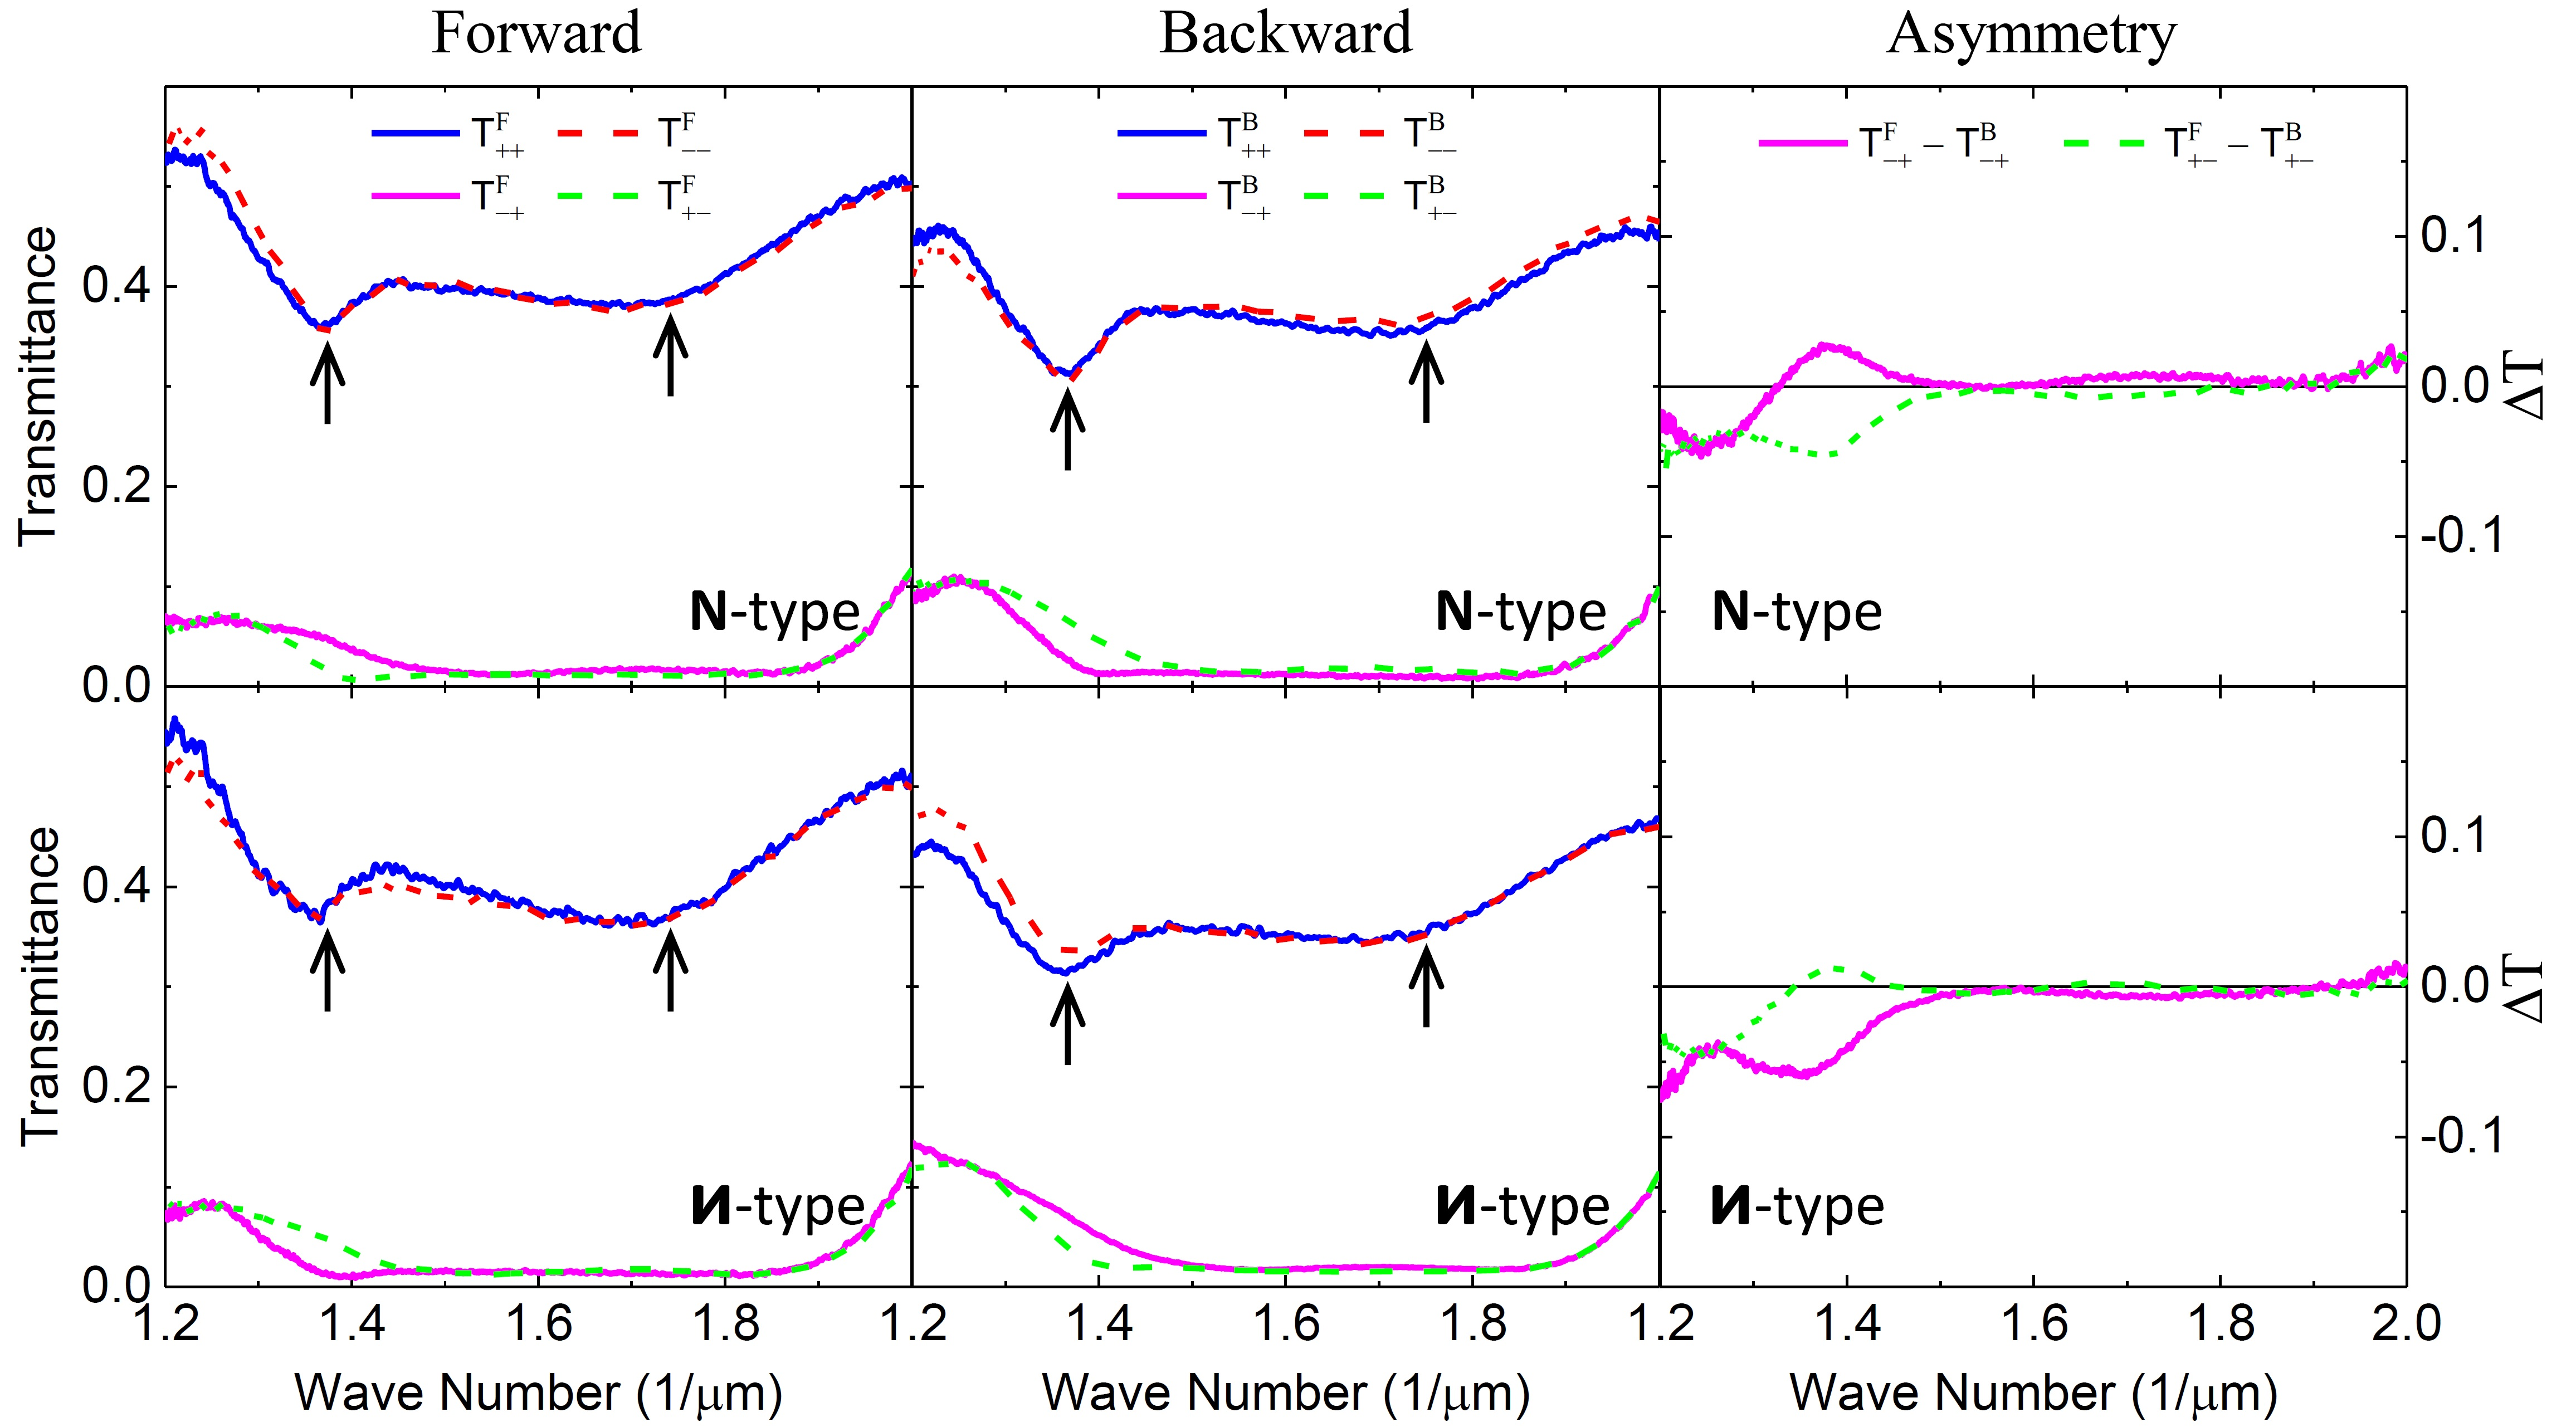 Forward Backward Asymmetry
T^F_++ T^F_-- T^B_++ T^B_-- T^F_-+ – T^B_-+ T^F_+- – T^B_+-
T^F_-+ T^F_+- T^B_-+ T^B_+-
Transmittance
0.4
0.2
0.0
N-type N-type N-type
0.1
0.0
-0.1
ΔT
Transmittance
0.4
0.2
0.0
И-type И-type И-type
0.1
0.0
-0.1
ΔT
1.2 1.4 1.6 1.8 1.2 1.4 1.6 1.8 1.2 1.4 1.6 1.8 2.0
Wave Number (1/μm) Wave Number (1/μm) Wave Number (1/μm)